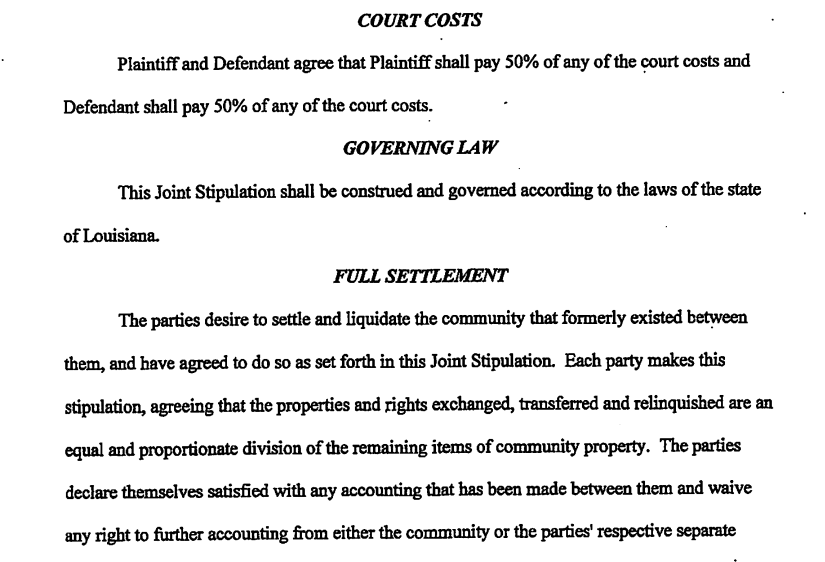 COURT COSTS
Plaintiff and Defendant agree that Plaintiff shall pay 50% of any of the court costs and
Defendant shall pay 50% of any of the court costs.
GOVERNING LAW
This Joint Stipulation shall be construed and governed according to the laws of the state
of Louisiana.
FULL SETTLEMENT
The parties desire to settle and liquidate the community that formerly existed between
them, and have agreed to do so as set forth in this Joint Stipulation. Each party makes this
stipulation, agreeing that the properties and rights exchanged, transferred and relinquished are an
equal and proportionate division of the remaining items of community property. The parties
declare themselves satisfied with any accounting that has been made between them and waive
any right to further accounting from either the community or the parties' respective separate